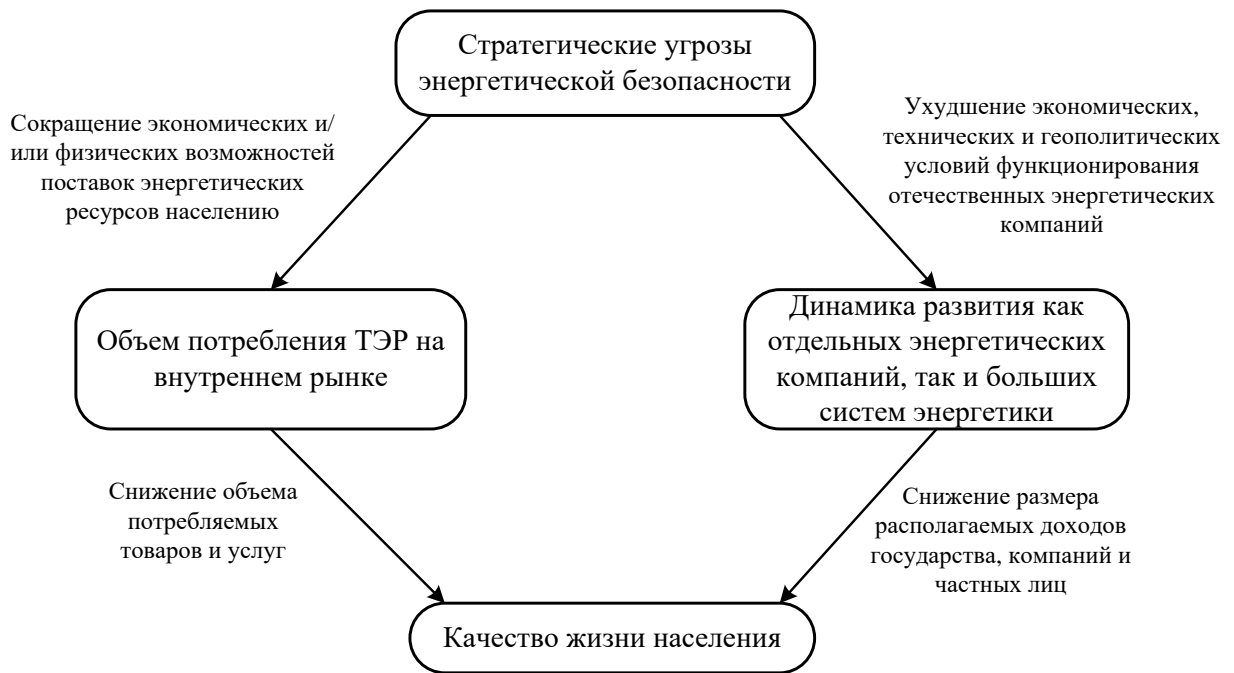 Стратегические угрозы
энергетической безопасности
Сокращение экономических и/
или физических возможностей
поставок энергетических
ресурсов населению
Ухудшение экономических,
технических и геополитических
условий функционирования
отечественных энергетических
компаний
Объем потребления ТЭР на
внутреннем рынке
Динамика развития как
отдельных энергетических
компаний, так и больших
систем энергетики
Снижение объема
потребляемых
товаров и услуг
Снижение размера
располагаемых доходов
государства, компаний и
частных лиц
Качество жизни населения